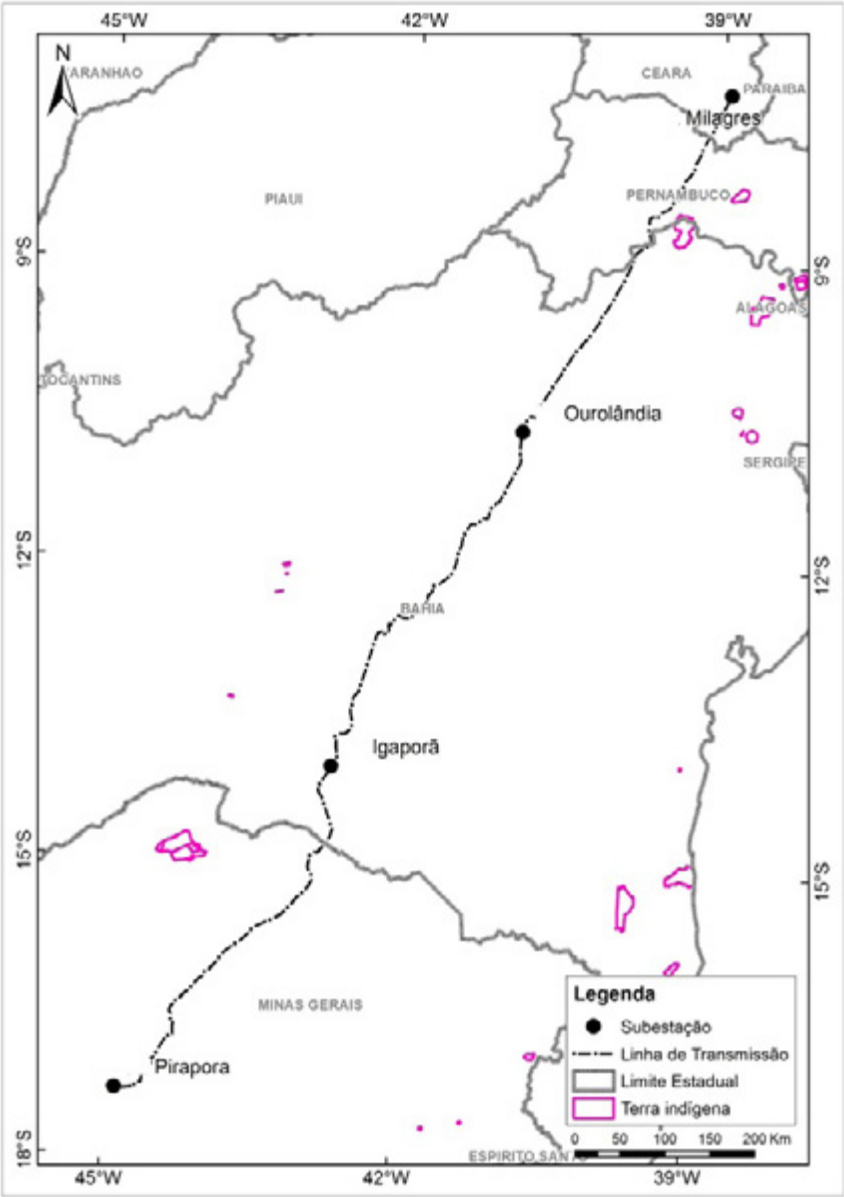 45°W 42°W 39°W
N
ARANHAO
CEARA
PARAIBA
Milagres
PIAUI
PERNAMBUCO
9°S
9°S
ALAGOAS
TOCANTINS
Ourolândia
SERGIPE
12°S
12°S
BAHIA
Igaporã
15°S
15°S
MINAS GERAIS
Pirapora
Legenda
Subestação
Linha de Transmissão
Limite Estadual
Terra indígena
0 50 100 150 200 Km
18°S
ESPIRITO SANT
45°W 42°W 39°W